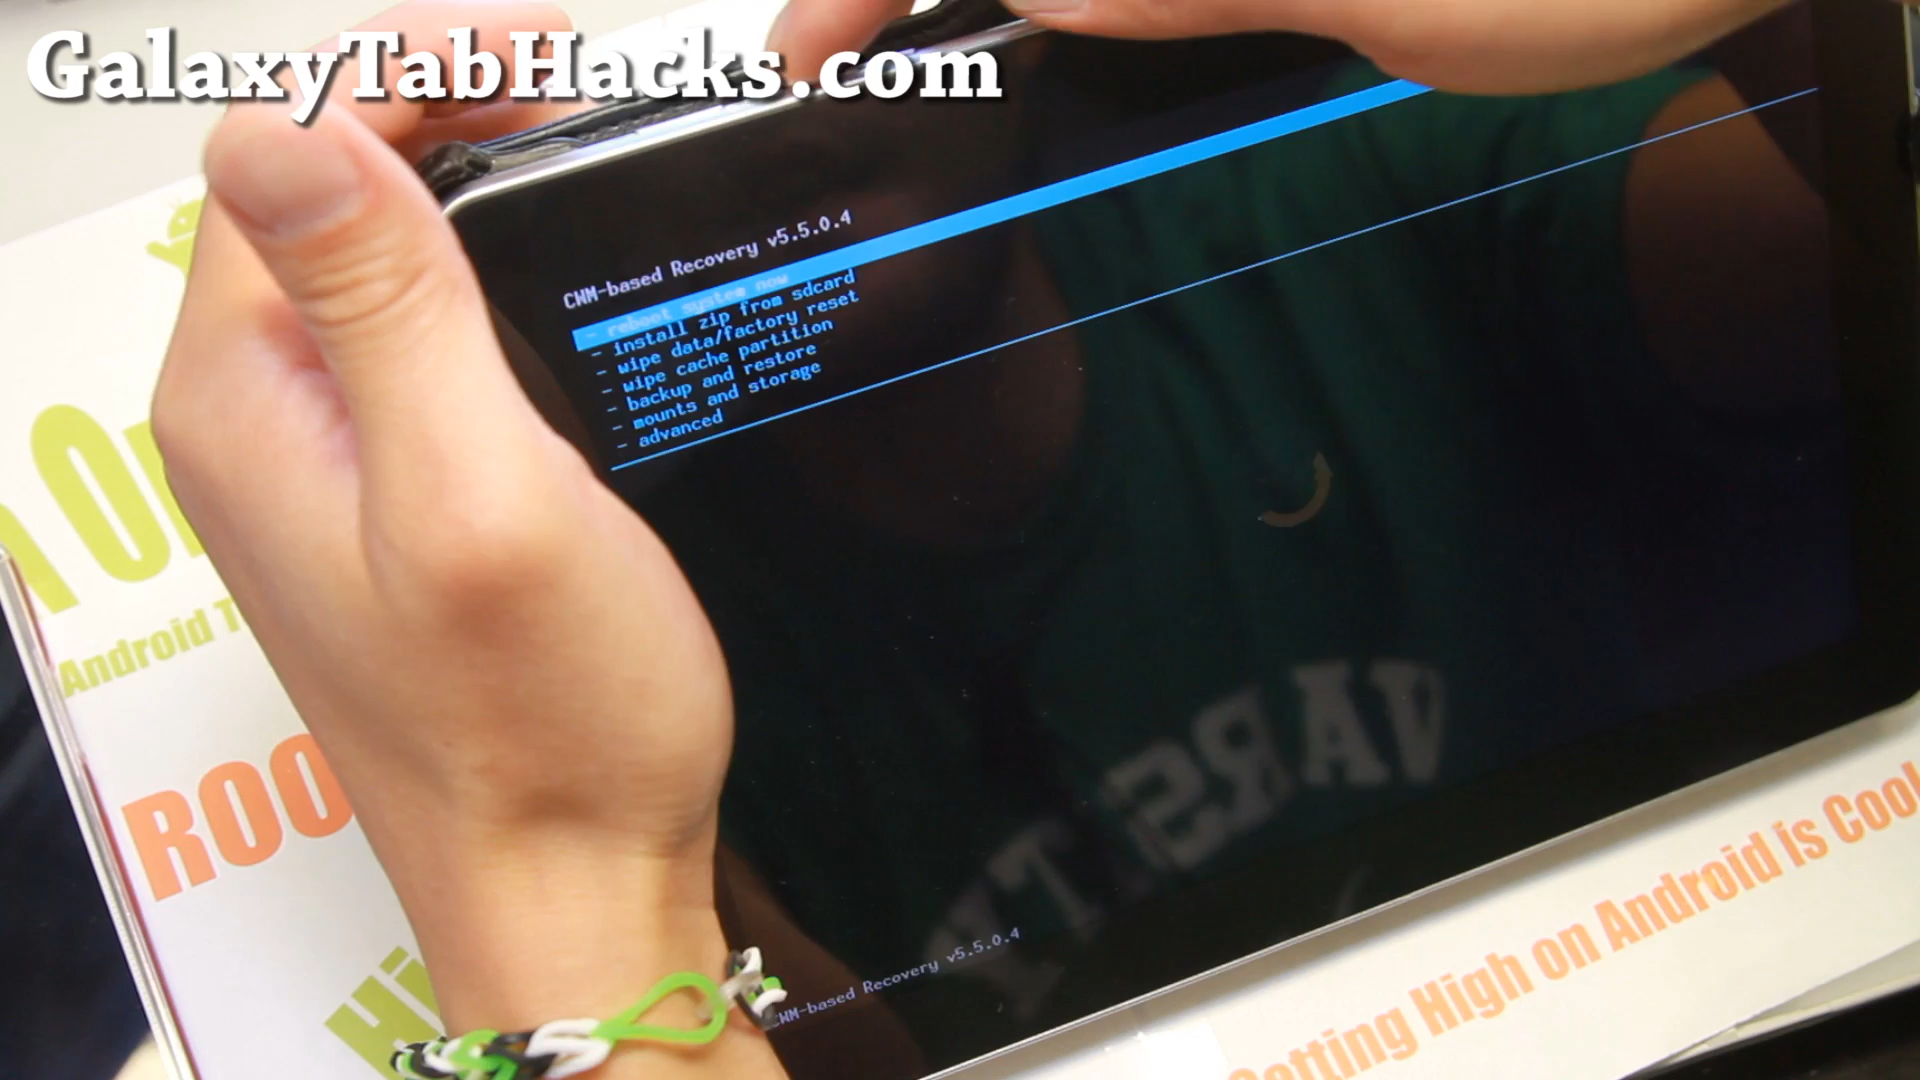 GalaxyTabHacks.com
CWM-based Recovery v5.5.0.4
- reboot system now
- install zip from sdcard
- wipe data/factory reset
- wipe cache partition
- backup and restore
- mounts and storage
- advanced
Android
ROO
Hi
VARSITY
CWM-based Recovery v5.5.0.4
Getting High on Android is Cool